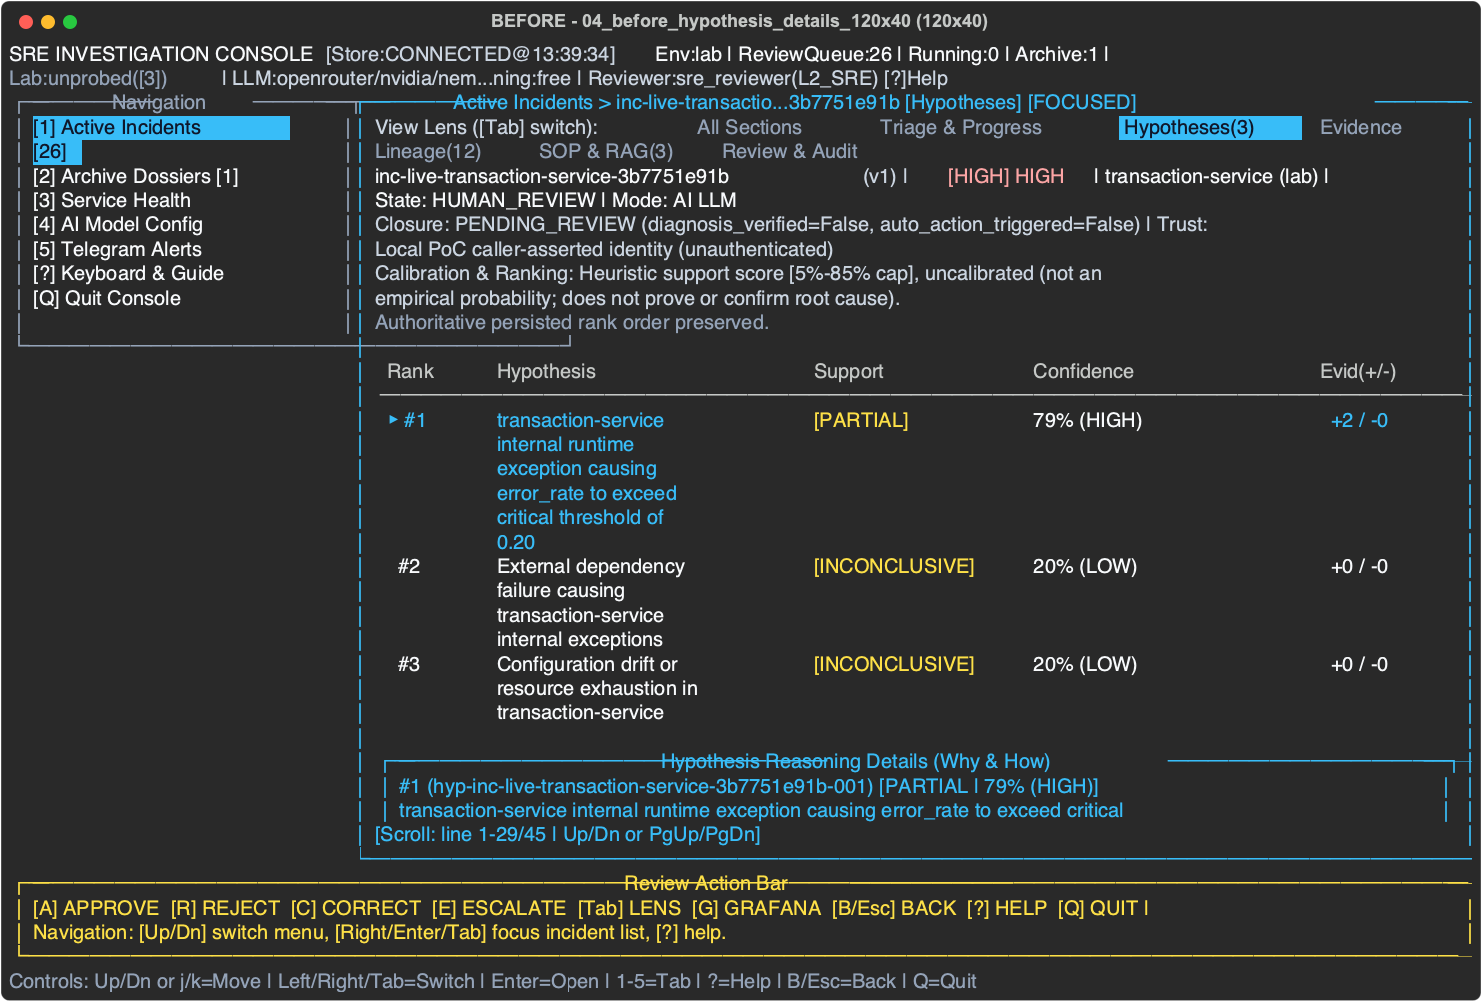 BEFORE - 04_before_hypothesis_details_120x40 (120x40)
SRE INVESTIGATION CONSOLE [Store:CONNECTED@13:39:34] Env:lab | ReviewQueue:26 | Running:0 | Archive:1 |
Lab:unprobed([3]) | LLM:openrouter/nvidia/nem...ning:free | Reviewer:sre_reviewer(L2_SRE) [?]Help
Navigation
[1] Active Incidents
[26]
[2] Archive Dossiers [1]
[3] Service Health
[4] AI Model Config
[5] Telegram Alerts
[?] Keyboard & Guide
[Q] Quit Console
Active Incidents > inc-live-transactio...3b7751e91b [Hypotheses] [FOCUSED]
View Lens ([Tab] switch): All Sections Triage & Progress Hypotheses(3) Evidence
Lineage(12) SOP & RAG(3) Review & Audit
inc-live-transaction-service-3b7751e91b (v1) | [HIGH] HIGH | transaction-service (lab) |
State: HUMAN_REVIEW | Mode: AI LLM
Closure: PENDING_REVIEW (diagnosis_verified=False, auto_action_triggered=False) | Trust:
Local PoC caller-asserted identity (unauthenticated)
Calibration & Ranking: Heuristic support score [5%-85% cap], uncalibrated (not an
empirical probability; does not prove or confirm root cause).
Authoritative persisted rank order preserved.
Rank Hypothesis Support Confidence Evid(+/-)
▸ #1 transaction-service [PARTIAL] 79% (HIGH) +2 / -0
internal runtime
exception causing
error_rate to exceed
critical threshold of
0.20
#2 External dependency [INCONCLUSIVE] 20% (LOW) +0 / -0
failure causing
transaction-service
internal exceptions
#3 Configuration drift or [INCONCLUSIVE] 20% (LOW) +0 / -0
resource exhaustion in
transaction-service
Hypothesis Reasoning Details (Why & How)
#1 (hyp-inc-live-transaction-service-3b7751e91b-001) [PARTIAL | 79% (HIGH)]
transaction-service internal runtime exception causing error_rate to exceed critical
[Scroll: line 1-29/45 | Up/Dn or PgUp/PgDn]
Review Action Bar
[A] APPROVE [R] REJECT [C] CORRECT [E] ESCALATE [Tab] LENS [G] GRAFANA [B/Esc] BACK [?] HELP [Q] QUIT |
Navigation: [Up/Dn] switch menu, [Right/Enter/Tab] focus incident list, [?] help.
Controls: Up/Dn or j/k=Move | Left/Right/Tab=Switch | Enter=Open | 1-5=Tab | ?=Help | B/Esc=Back | Q=Quit